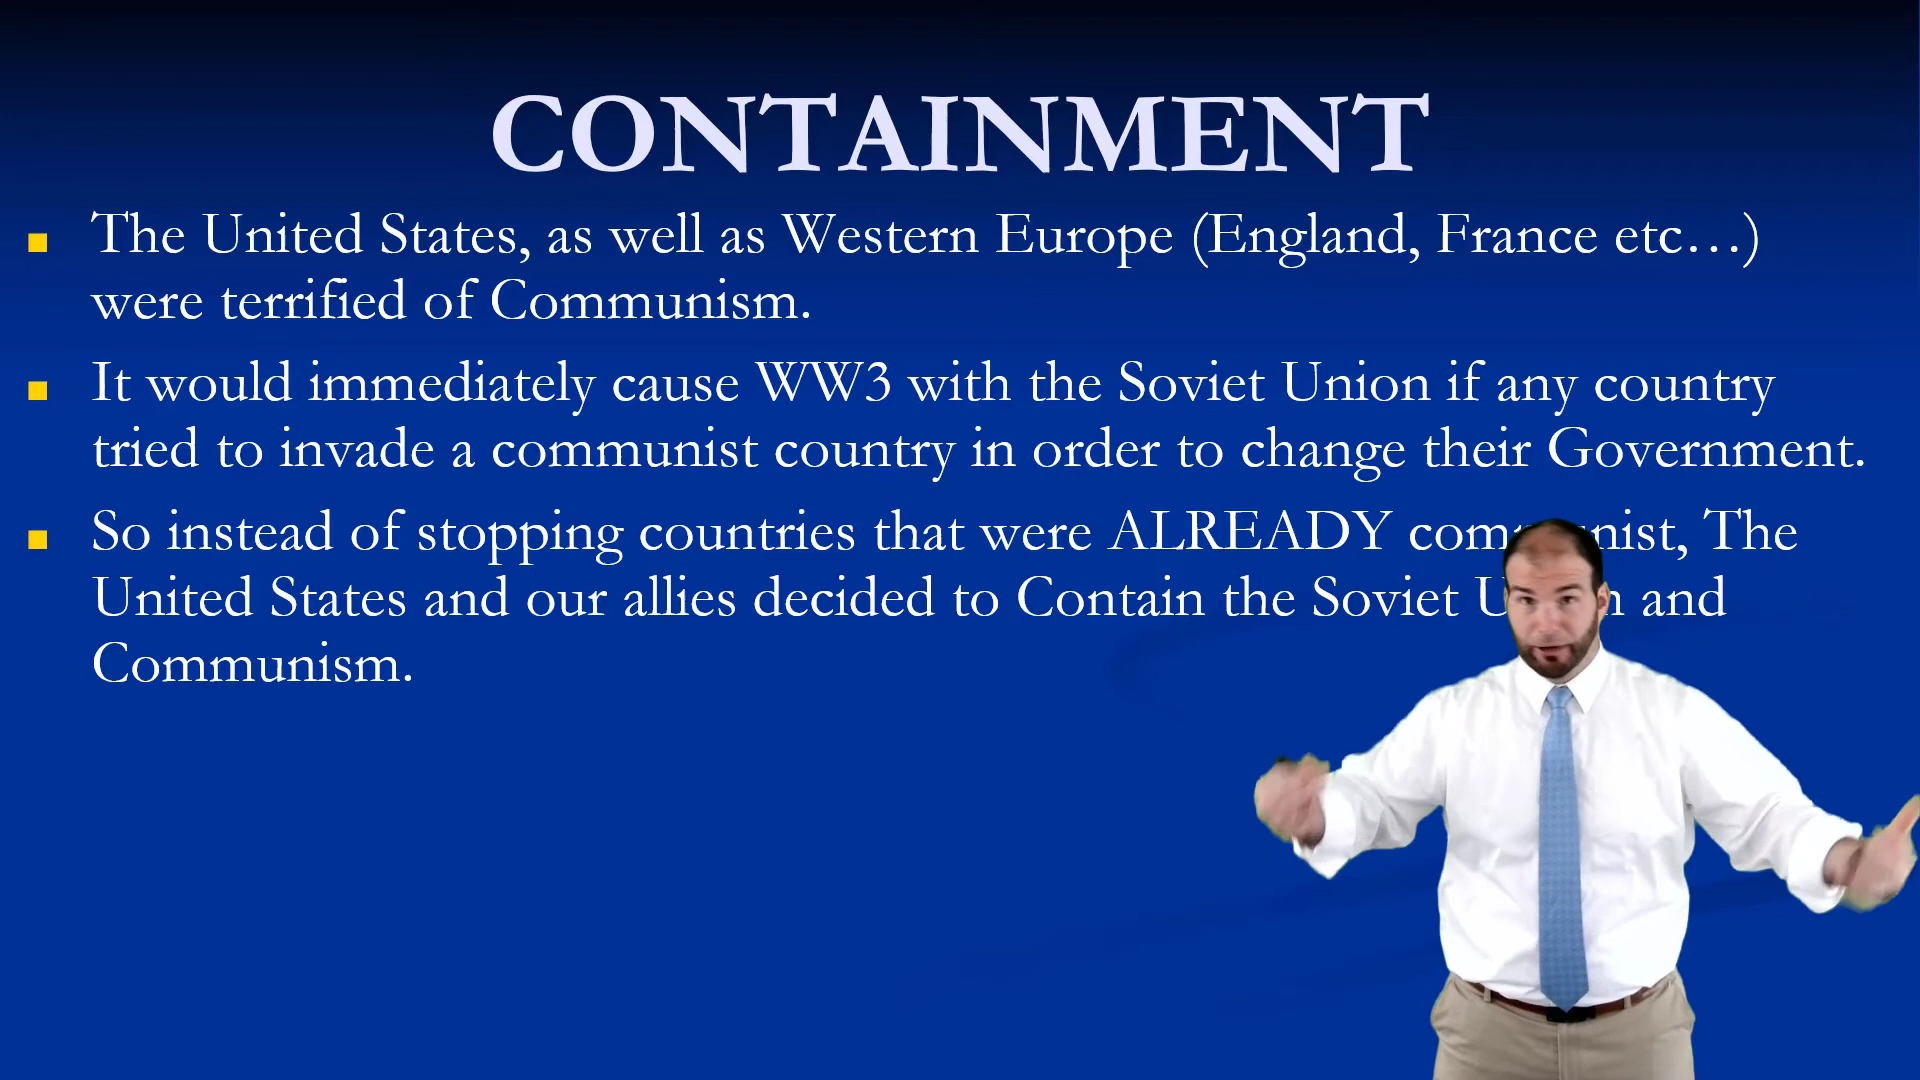 CONTAINMENT
The United States, as well as Western Europe (England, France etc…)
were terrified of Communism.
It would immediately cause WW3 with the Soviet Union if any country
tried to invade a communist country in order to change their Government.
So instead of stopping countries that were ALREADY The
United States and our allies decided to Contain the Soviet and
Communism.